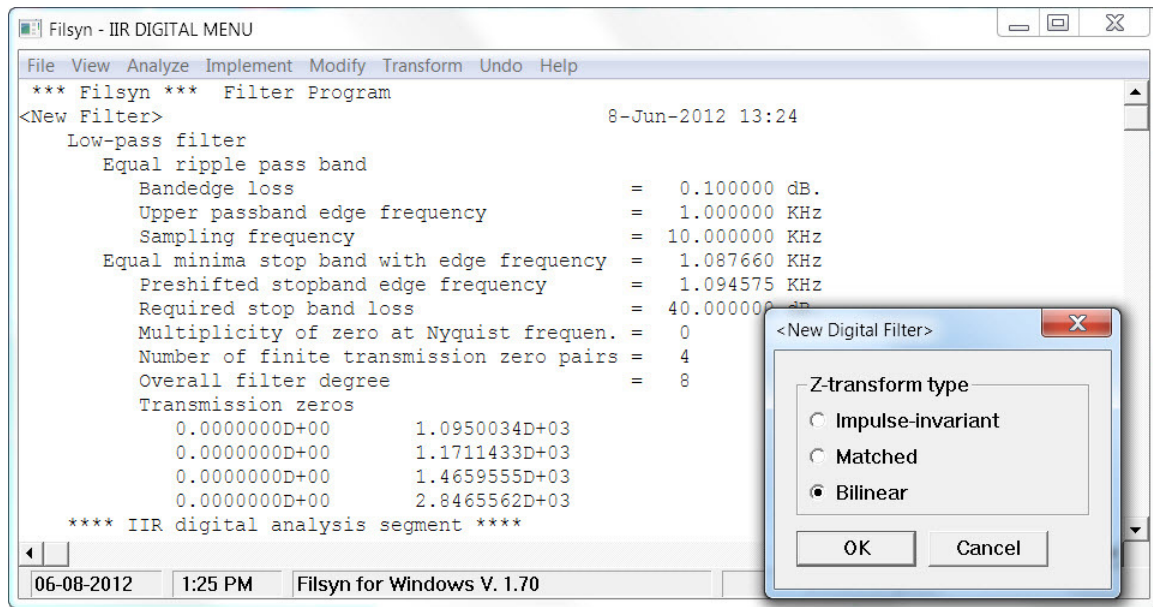 Filsyn - IIR DIGITAL MENU
File View Analyze Implement Modify Transform Undo Help
*** Filsyn *** Filter Program
<New Filter> 8-Jun-2012 13:24
Low-pass filter
Equal ripple pass band
Bandedge loss = 0.100000 dB.
Upper passband edge frequency = 1.000000 KHz
Sampling frequency = 10.000000 KHz
Equal minima stop band with edge frequency = 1.087660 KHz
Preshifted stopband edge frequency = 1.094575 KHz
Required stop band loss = 40.000000 dB.
Multiplicity of zero at Nyquist frequen. = 0
Number of finite transmission zero pairs = 4
Overall filter degree = 8
Transmission zeros
0.0000000D+00 1.0950034D+03
0.0000000D+00 1.1711433D+03
0.0000000D+00 1.4659555D+03
0.0000000D+00 2.8465562D+03
**** IIR digital analysis segment ****
<New Digital Filter>
Z-transform type
Impulse-invariant
Matched
Bilinear
OK Cancel
06-08-2012 1:25 PM Filsyn for Windows V. 1.70